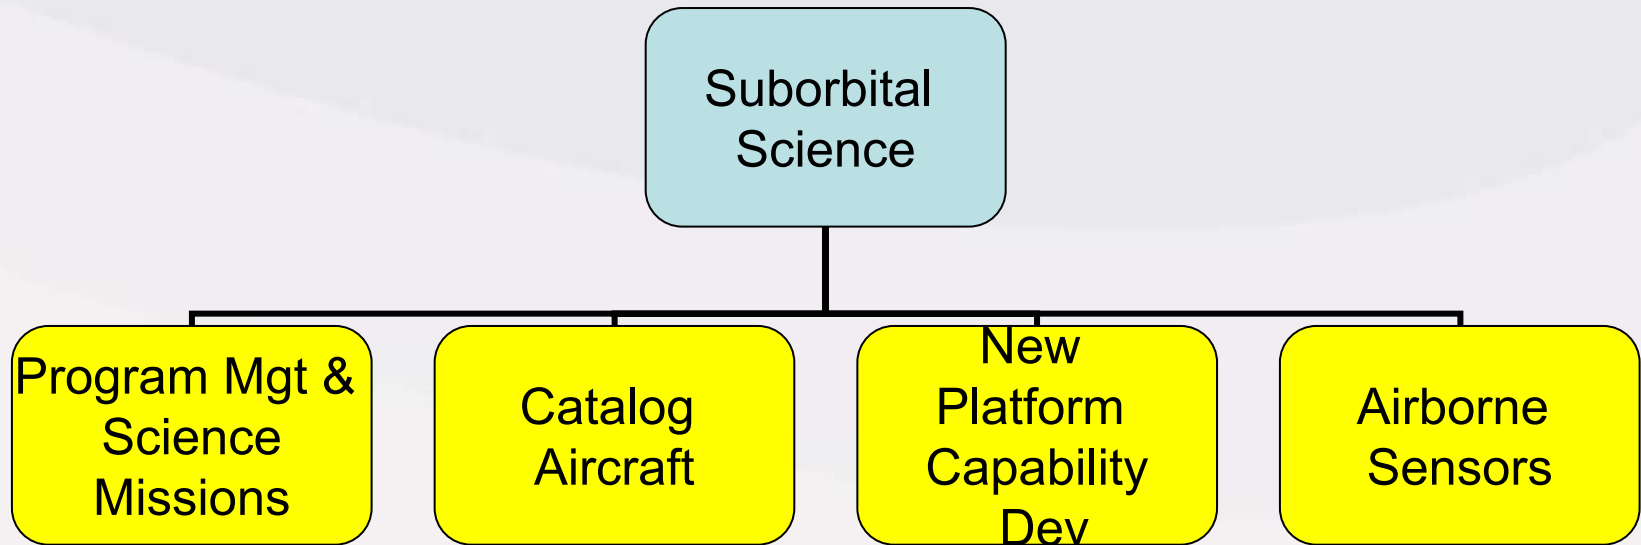 Suborbital
Science
Program Mgt &
Science
Missions
Catalog
Aircraft
New
Platform
Capability
Dev
Airborne
Sensors